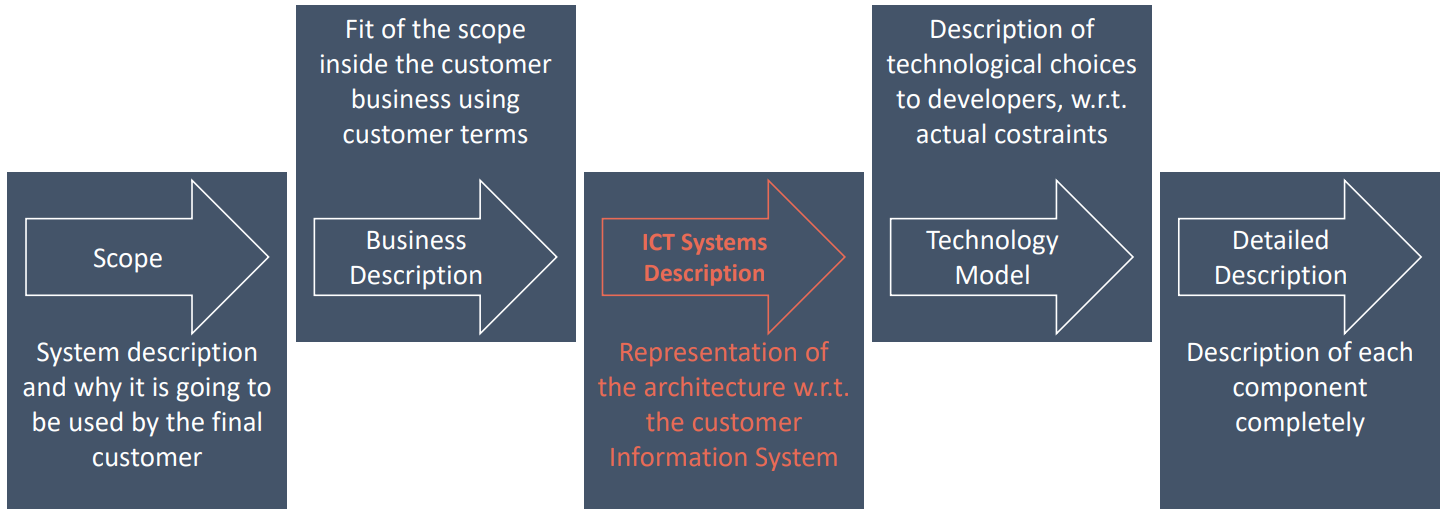 Scope
System description
and why it is going to
be used by the final
customer
Fit of the scope
inside the customer
business using
customer terms
Business
Description
ICT Systems
Description
Representation of
the architecture w.r.t.
the customer
Information System
Description of
technological choices
to developers, w.r.t.
actual costraints
Technology
Model
Detailed
Description
Description of each
component
completely